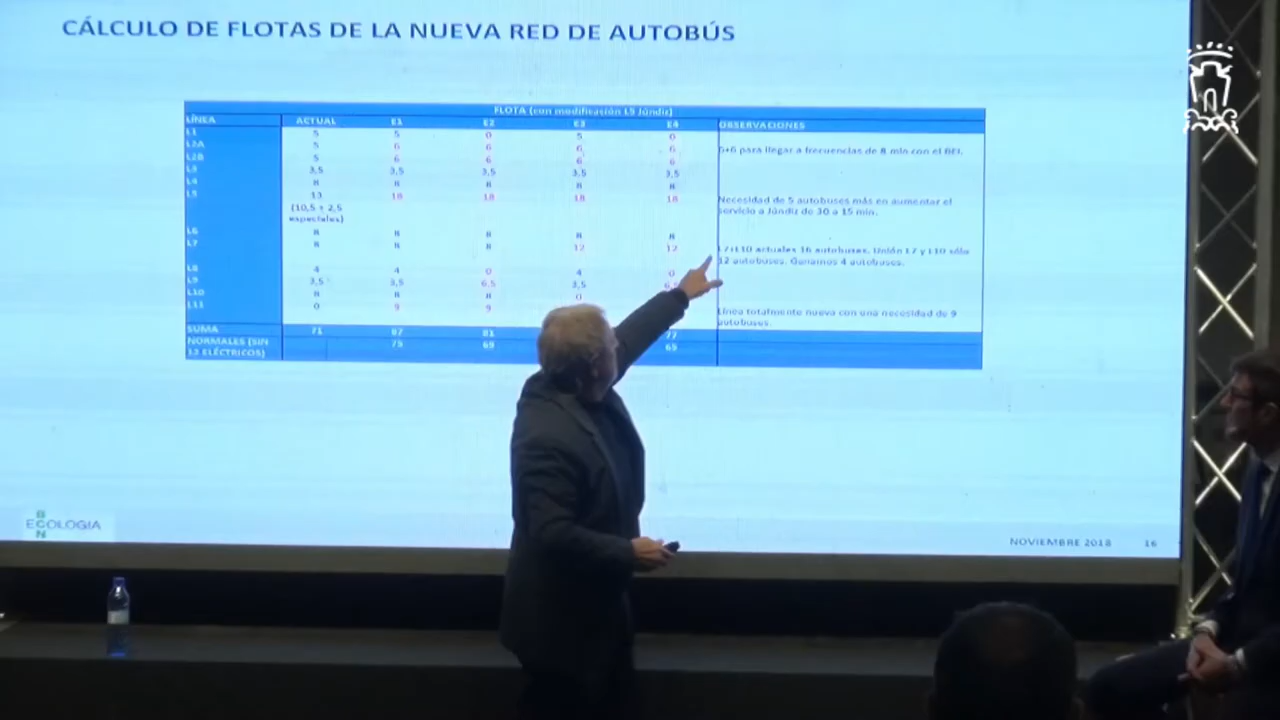 CÁLCULO DE FLOTAS DE LA NUEVA RED DE AUTOBÚS
FLOTA (con modificación L5 Júndiz)
LÍNEA ACTUAL E1 E2 E3 E4 OBSERVACIONES
L1 5 5 0 5 0
L2A 5 6 6 6 6 6+6 para llegar a frecuencias de 8 min con el BEI.
L2B 5 6 6 6 6
L3 3,5 3,5 3,5 3,5 3,5
L4 8 8 8 8 8
L5 13 18 18 18 18 Necesidad de 5 autobuses más en aumentar el
(10,5 + 2,5 servicio a Júndiz de 30 a 15 min.
especiales)
L6 8 8 8 8 8
L7 8 8 8 12 12 L7+L10 actuales 16 autobuses. Unión L7 y L10 sólo
12 autobuses. Ganamos 4 autobuses.
L8 4 4 0 4 0
L9 3,5 3,5 6,5 3,5 6,5
L10 8 8 8 0
L11 0 9 9 Línea totalmente nueva con una necesidad de 9
autobuses.
SUMA 71 87 81 77
NORMALES (SIN 75 69 65
12 ELÉCTRICOS)
BCN
ECOLOGIA
NOVIEMBRE 2018 16